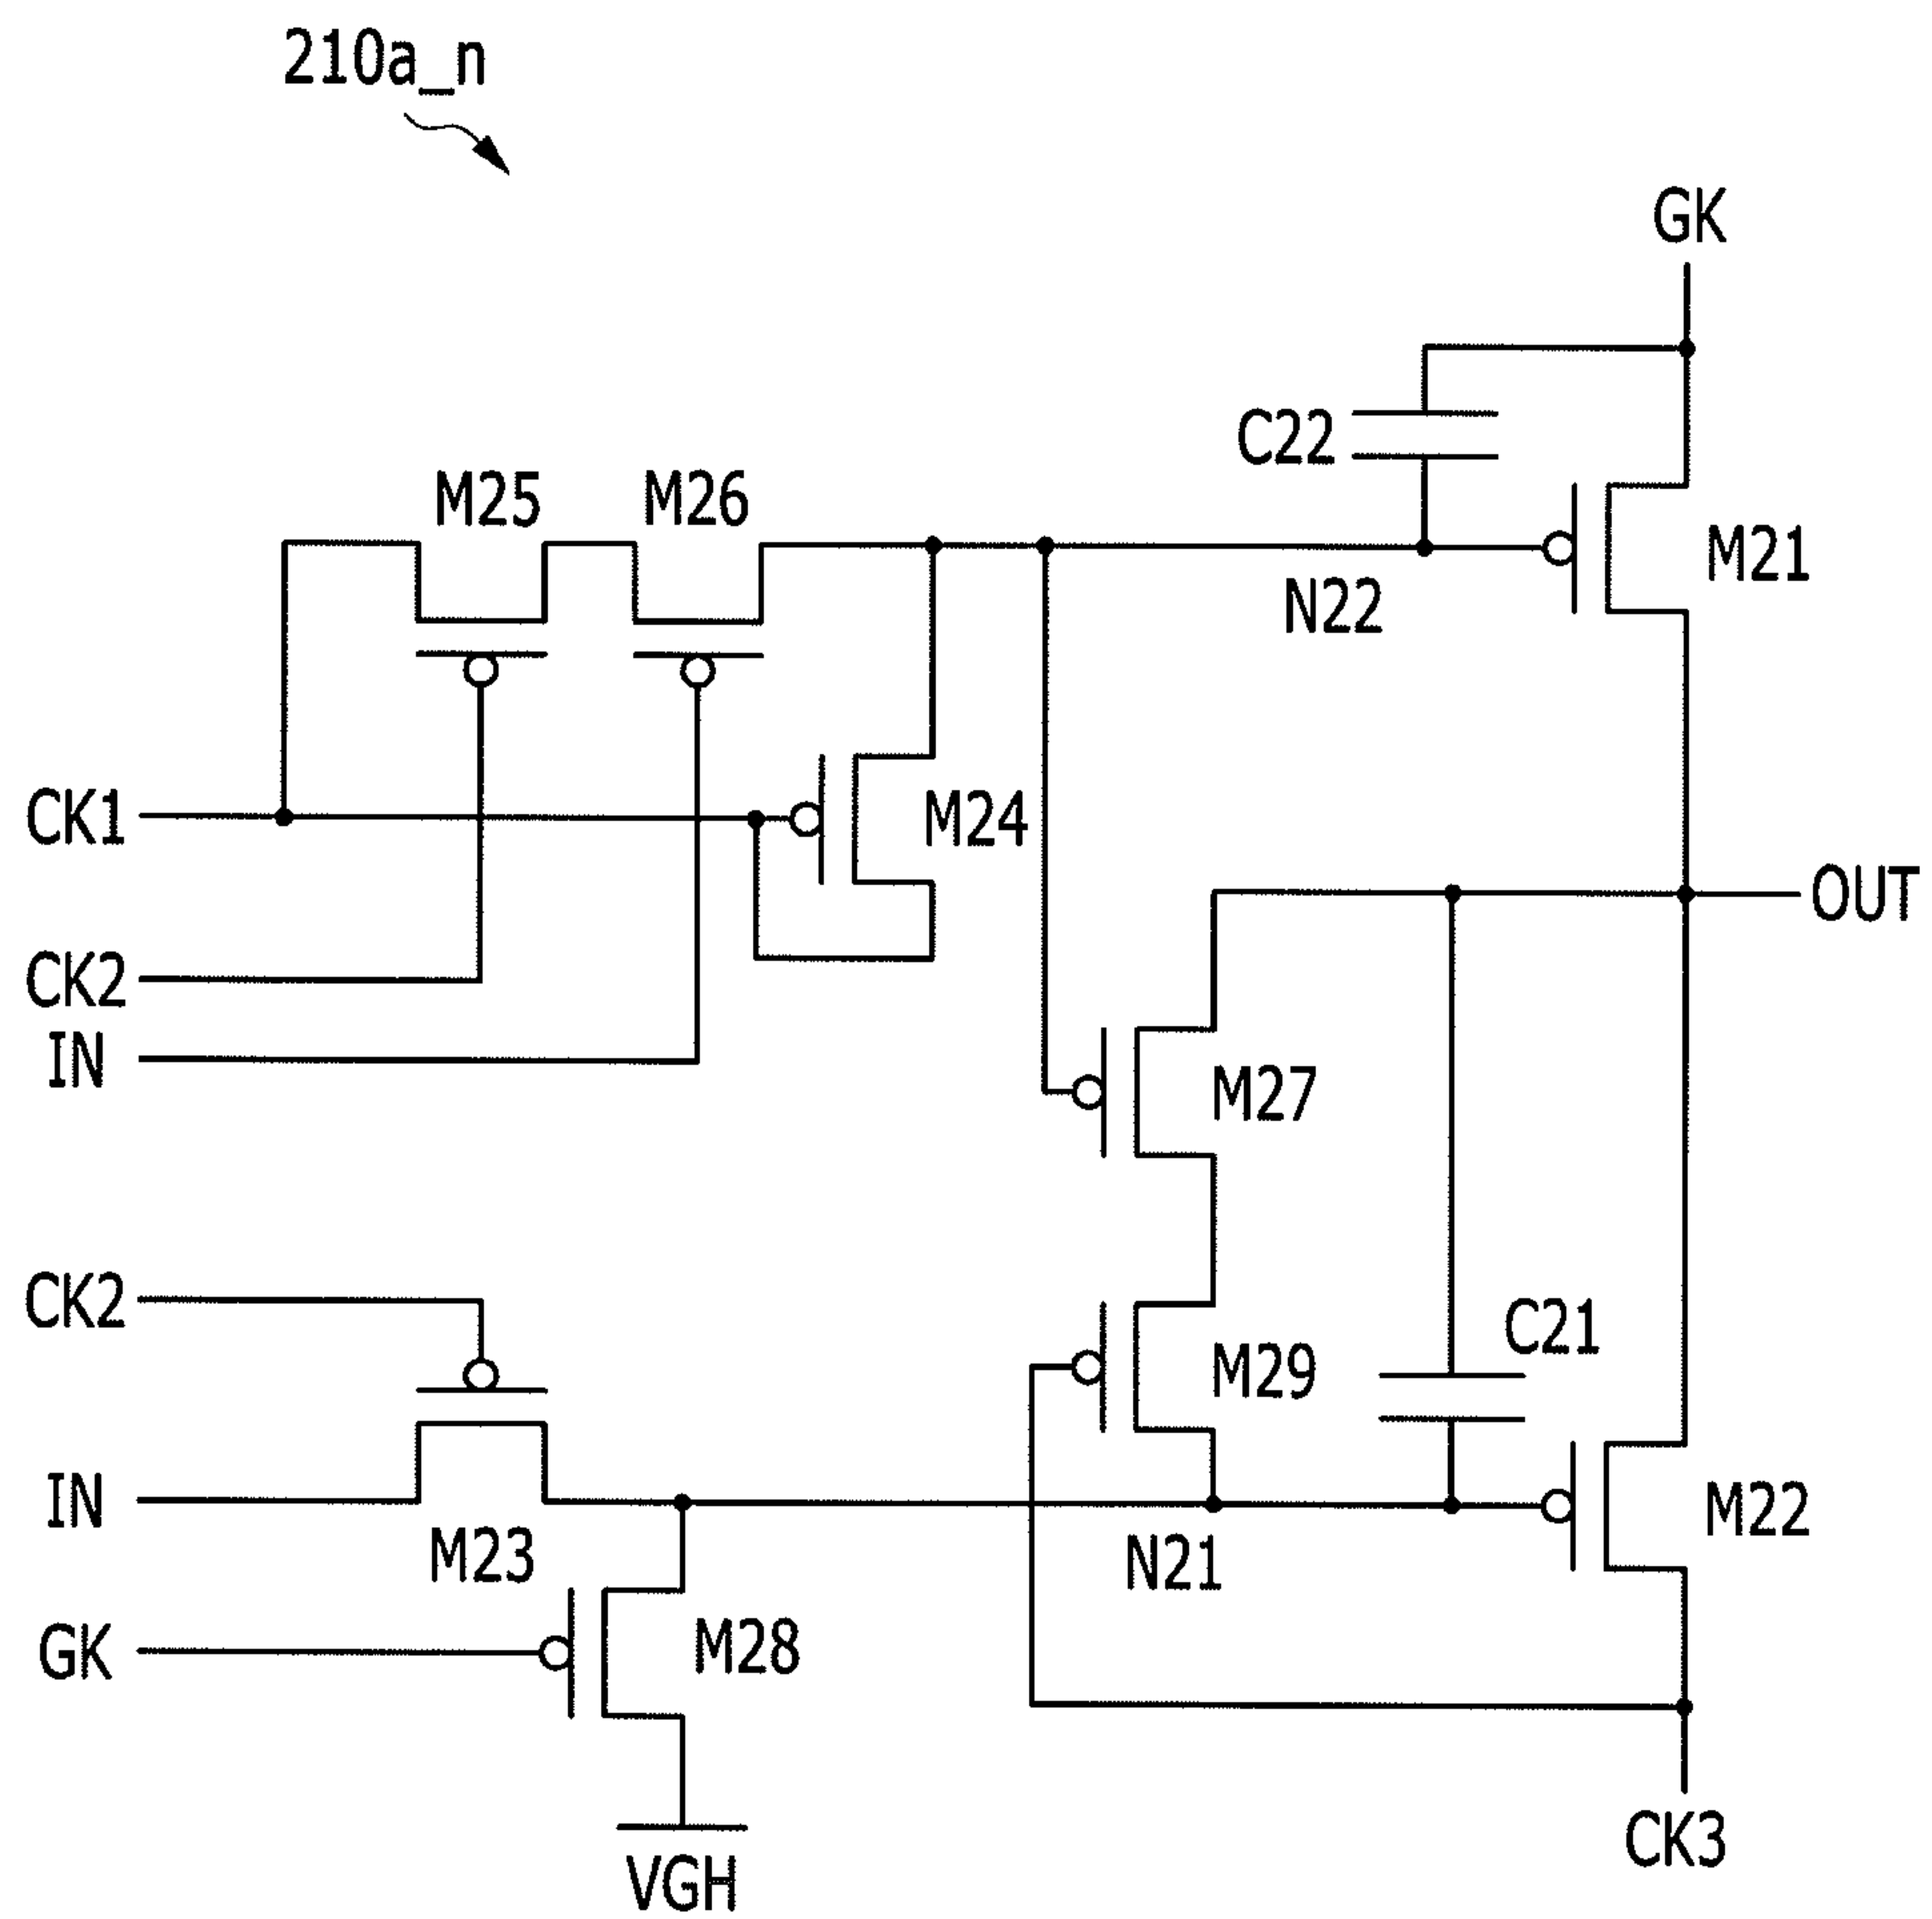 210a_n
GK
C22
M25
M26
M21
N22
CK1
M24
OUT
CK2
IN
M27
CK2
C21
M29
IN
M22
M23
N21
GK
M28
CK3
VGH